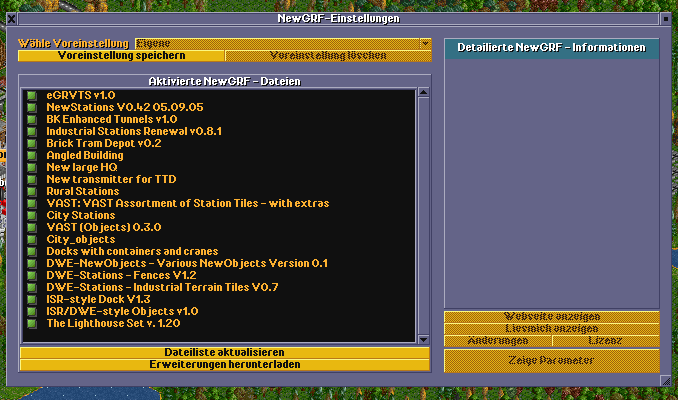 NewGRF-Einstellungen
Wähle Voreinstellung Eigene
Voreinstellung speichern Voreinstellung löschen
Detailierte NewGRF - Informationen
Aktivierte NewGRF - Dateien
eGRVTS v1.0
NewStations V0.42 05.09.05
BK Enhanced Tunnels v1.0
Industrial Stations Renewal v0.8.1
Brick Tram Depot v0.2
Angled Building
New large HQ
New transmitter for TTD
Rural Stations
VAST: VAST Assortment of Station Tiles - with extras
City Stations
VAST (Objects) 0.3.0
City_objects
Docks with containers and cranes
DWE-NewObjects - Various NewObjects Version 0.1
DWE-Stations - Fences V1.2
DWE-Stations - Industrial Terrain Tiles V0.7
ISR-style Dock V1.3
ISR/DWE-style Objects v1.0
The Lighthouse Set v. 1.20
Dateiliste aktualisieren
Erweiterungen herunterladen
Webseite anzeigen
Liesmich anzeigen
Änderungen Lizenz
Zeige Parameter